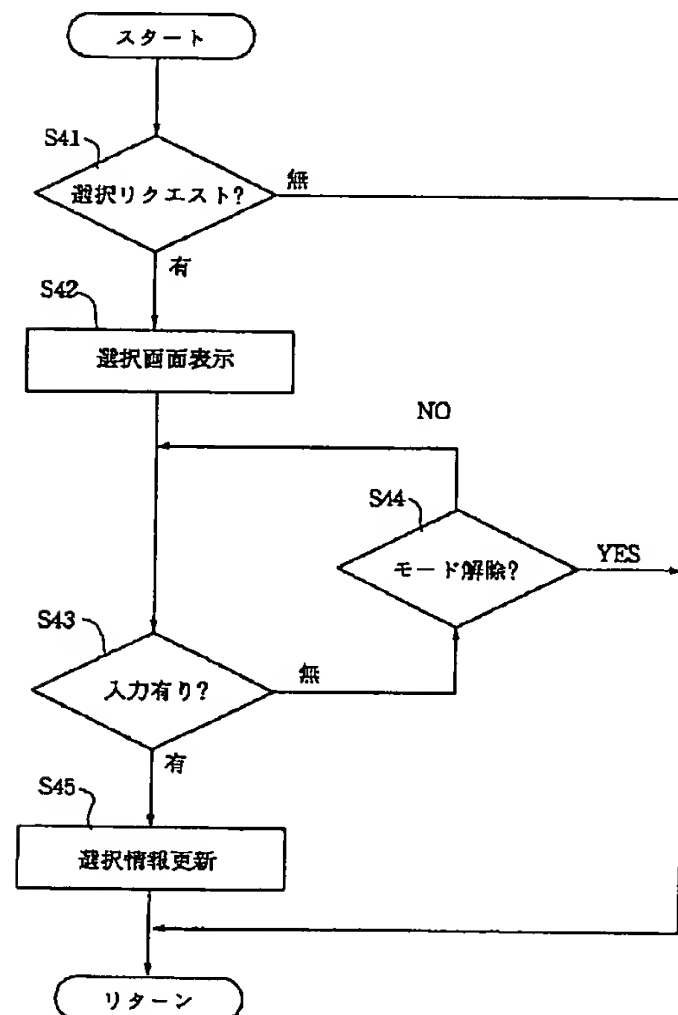 スタート
S41
選択リクエスト?
無
有
S42
選択画面表示
NO
S44
モード解除?
YES
S43
入力有り?
無
有
S45
選択情報更新
リターン